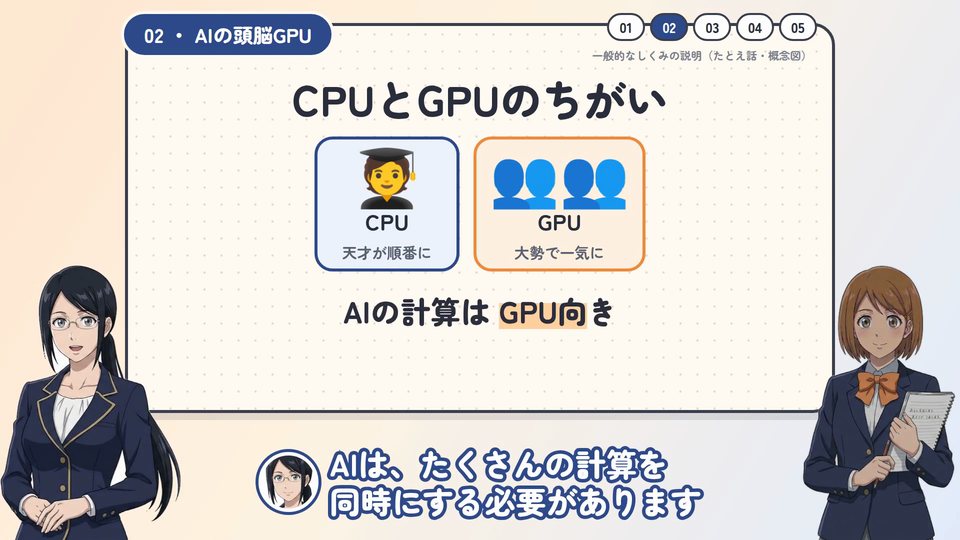 02 ・ AIの頭脳GPU
01 02 03 04 05
一般的なしくみの説明（たとえ話・概念図）
CPUとGPUのちがい
CPU
天才が順番に
GPU
大勢で一気に
AIの計算は GPU向き
AIは、たくさんの計算を
同時にする必要があります